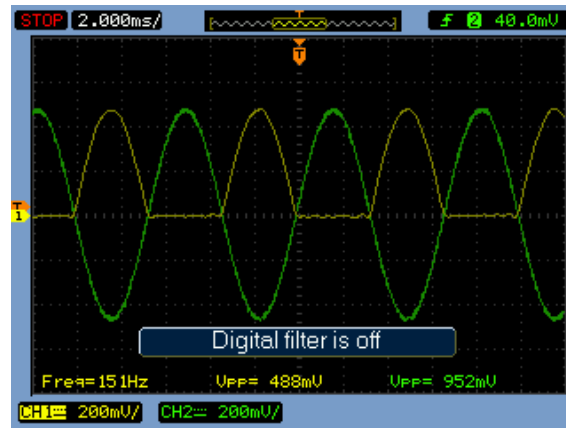 STOP 2.000ms/ T 2 40.0mV
T
T
1
Digital filter is off
Freq=151Hz Vpp= 488mV Vpp= 952mV
CH1 200mV/ CH2 200mV/